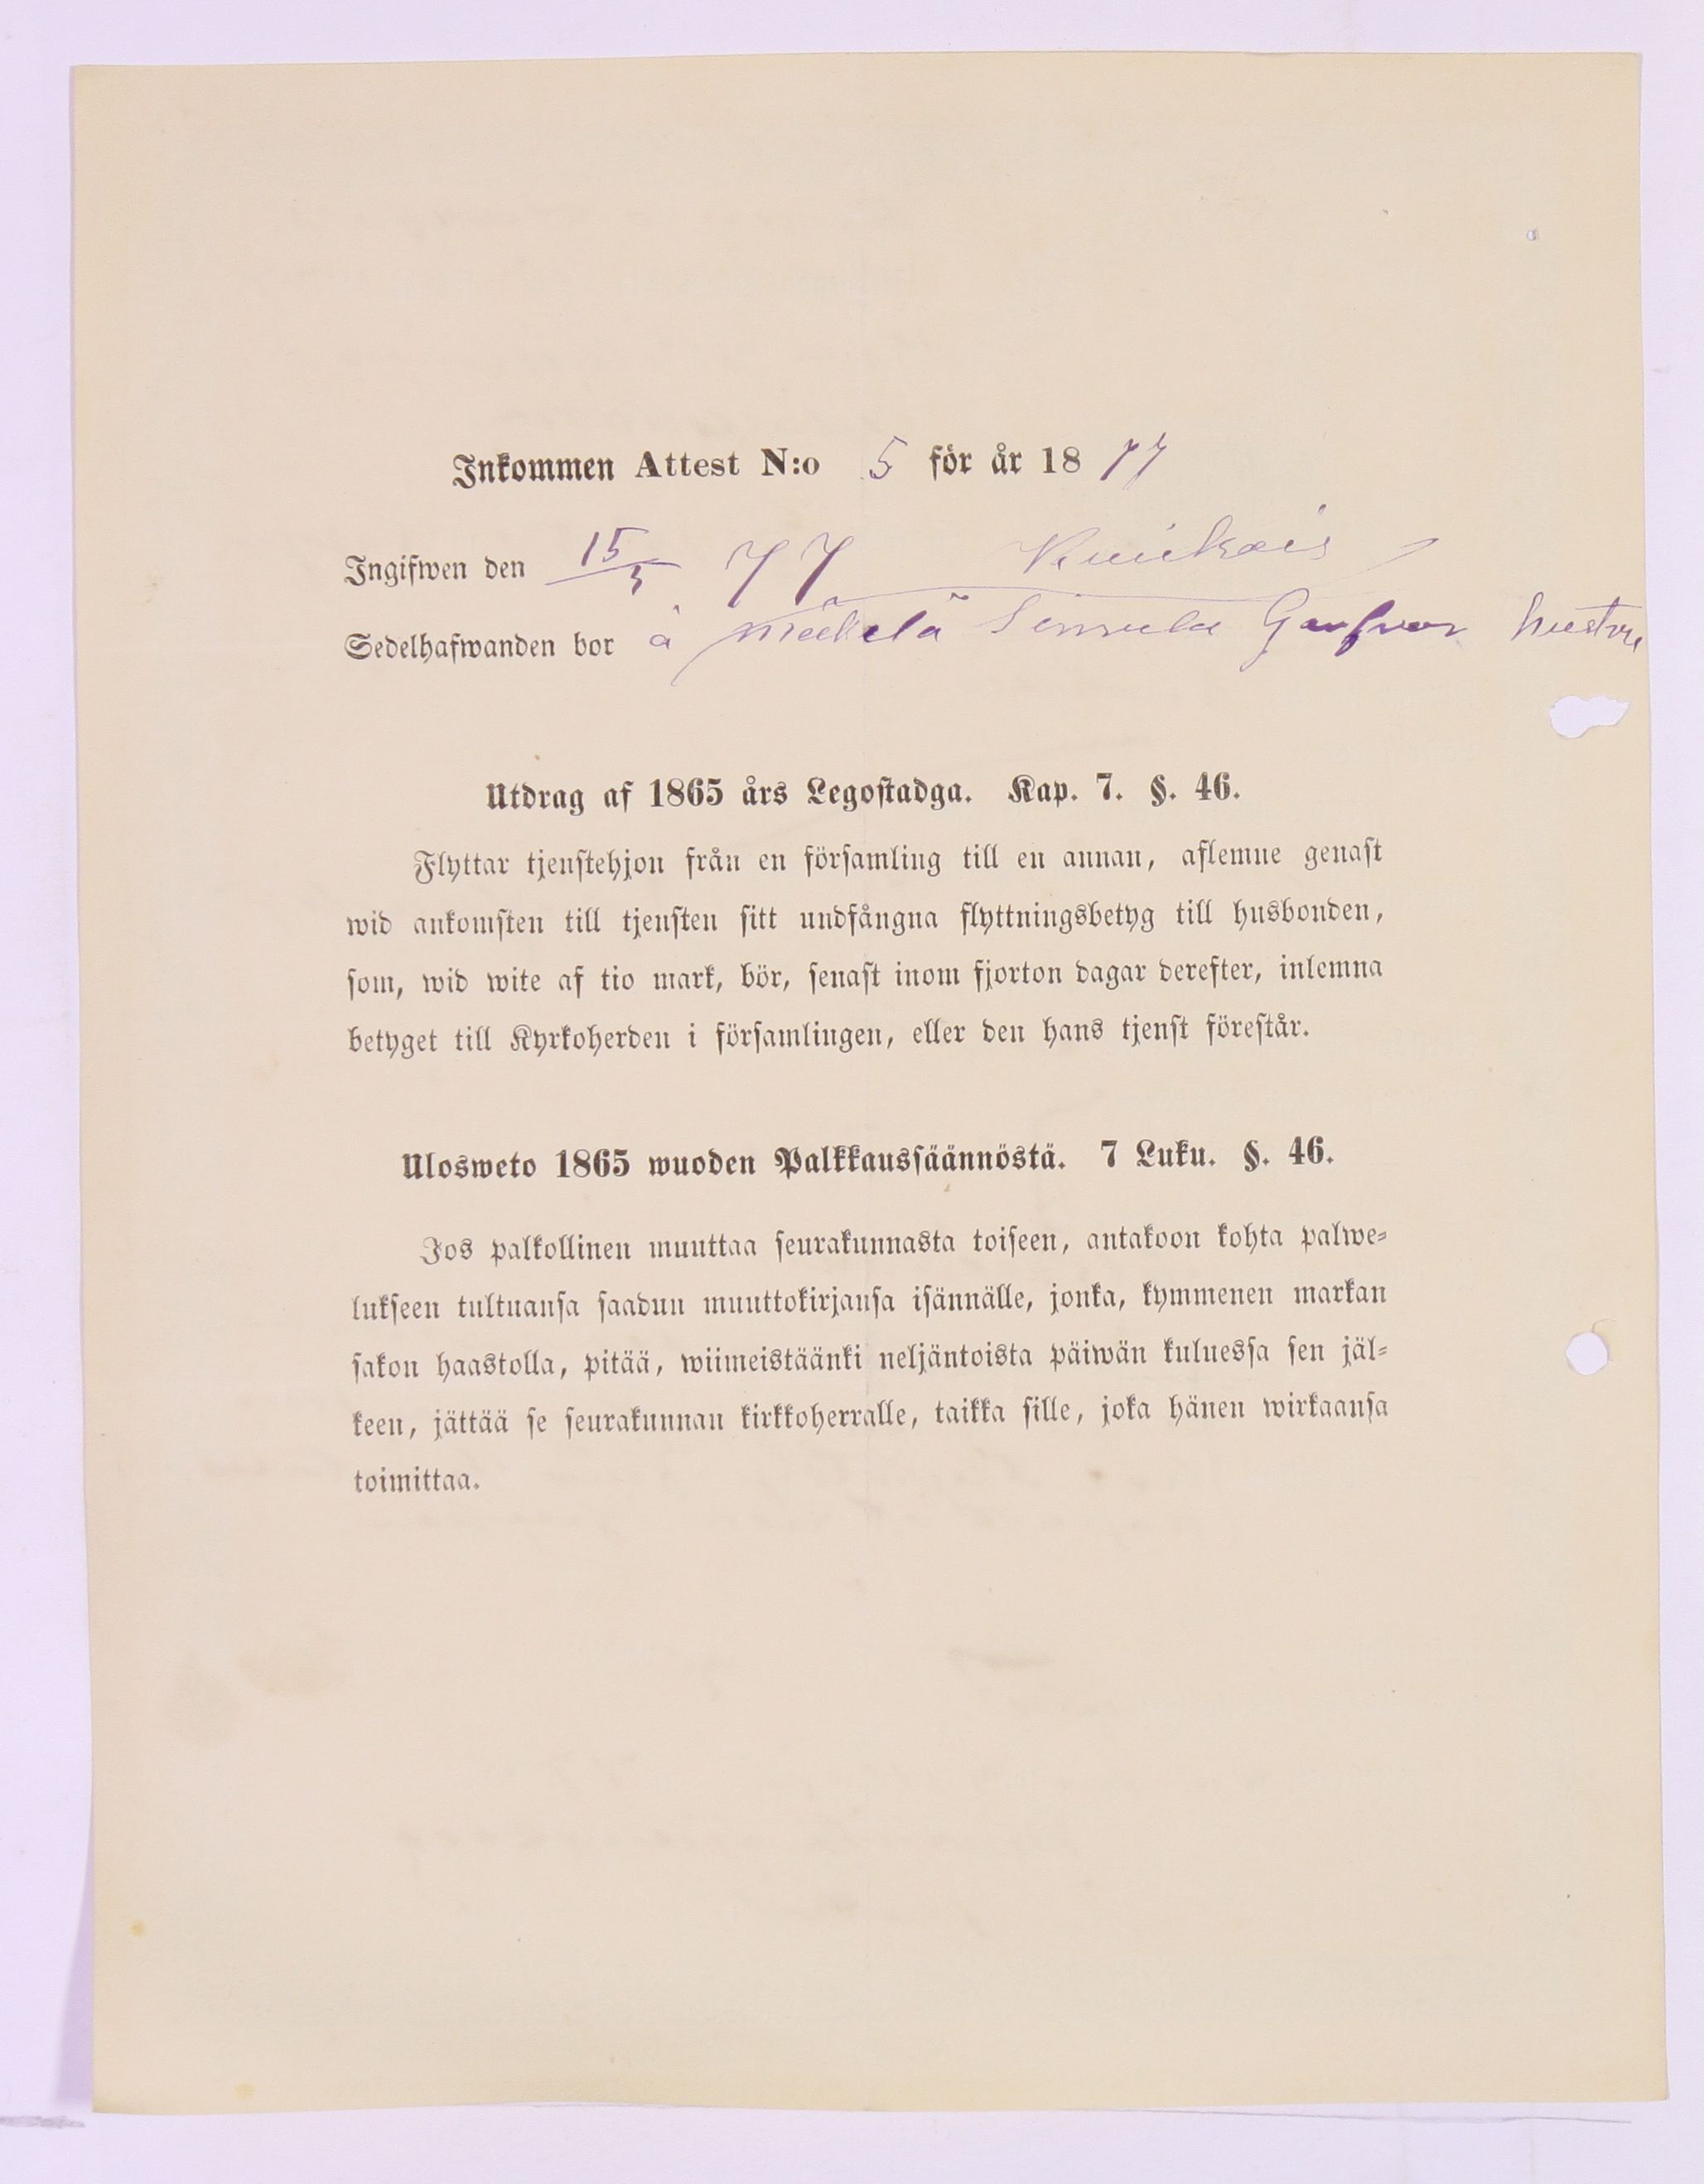 Inkommen Attest N:o 5 för år 1877
Ingifwen den 15/3 77
Sedelhafwanden bor å Mäkelä hustru
Utdrag af 1865 års Legostadga. Kap. 7. §. 46.
Flyttar tjenstehjon från en församling till en annan, aflemne genast
wid ankomsten till tjensten sitt undfångna flyttningsbetyg till husbonden,
som, wid wite af tio mark, bör, senast inom fjorton dagar derefter, inlemna
betyget till Kyrkoherden i församlingen, eller den hans tjenst förestår.
Ulosweto 1865 wuoden Palkkaussäännöstä. 7 Luku. §. 46.
Jos palkollinen muuttaa seurakunnasta toiseen, antakoon kohta palwe-
lukseen tultuansa saadun muuttokirjansa isännälle, jonka, kymmenen markan
sakon haastolla, pitää, wiimeistäänki neljäntoista päiwän kuluessa sen jäl-
keen, jättää se seurakunnan kirkkoherralle, taikka sille, joka hänen wirkaansa
toimittaa.